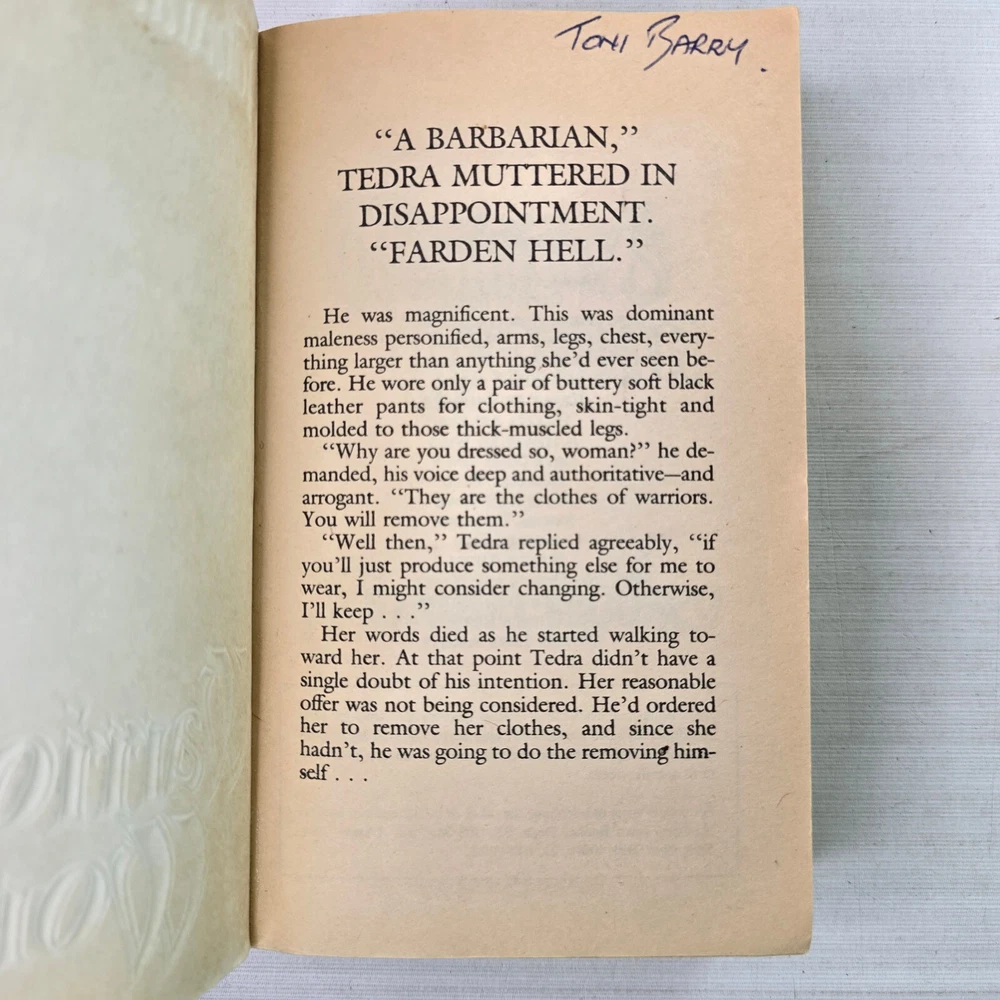 TONI BARRY.
“A BARBARIAN,”
TEDRA MUTTERED IN
DISAPPOINTMENT.
“FARDEN HELL.”
He was magnificent. This was dominant
maleness personified, arms, legs, chest, every-
thing larger than anything she’d ever seen be-
fore. He wore only a pair of buttery soft black
leather pants for clothing, skin-tight and
molded to those thick-muscled legs.
“Why are you dressed so, woman?” he de-
manded, his voice deep and authoritative—and
arrogant. “They are the clothes of warriors.
You will remove them.”
“Well then,” Tedra replied agreeably, “if
you’ll just produce something else for me to
wear, I might consider changing. Otherwise,
I’ll keep . . .”
Her words died as he started walking to-
ward her. At that point Tedra didn’t have a
single doubt of his intention. Her reasonable
offer was not being considered. He’d ordered
her to remove her clothes, and since she
hadn’t, he was going to do the removing him-
self . . .